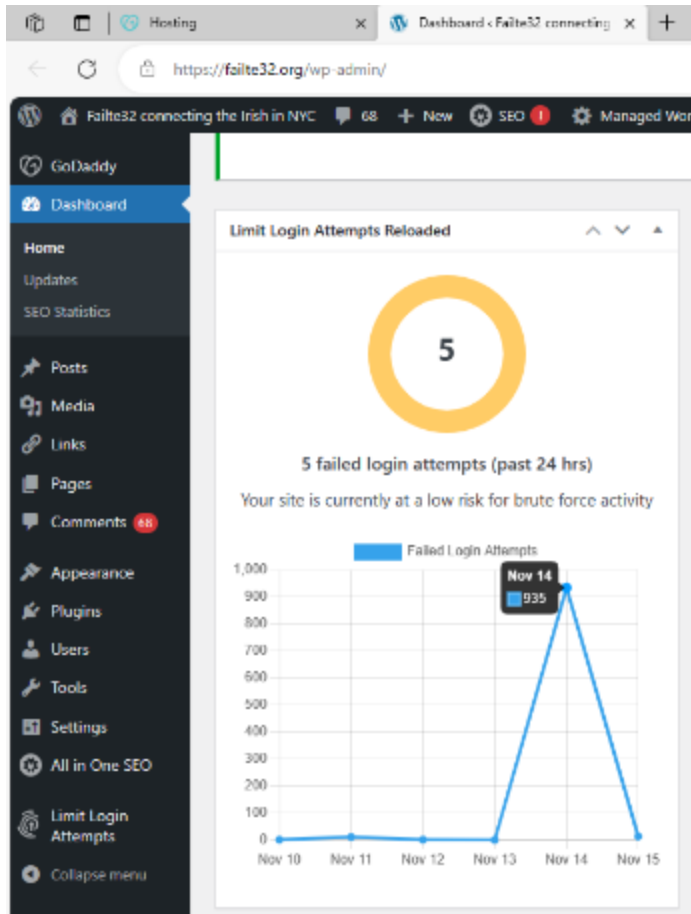 Hosting
Dashboard ‹ Failte32 connecting
https://failte32.org/wp-admin/
Failte32 connecting the Irish in NYC 68 + New SEO ! Managed Wor
GoDaddy
Dashboard
Home
Updates
SEO Statistics
Posts
Media
Links
Pages
Comments 68
Appearance
Plugins
Users
Tools
Settings
All in One SEO
Limit Login
Attempts
Collapse menu
Limit Login Attempts Reloaded
5
5 failed login attempts (past 24 hrs)
Your site is currently at a low risk for brute force activity
Failed Login Attempts
Nov 14
935
1,000
900
800
700
600
500
400
300
200
100
0
Nov 10 Nov 11 Nov 12 Nov 13 Nov 14 Nov 15